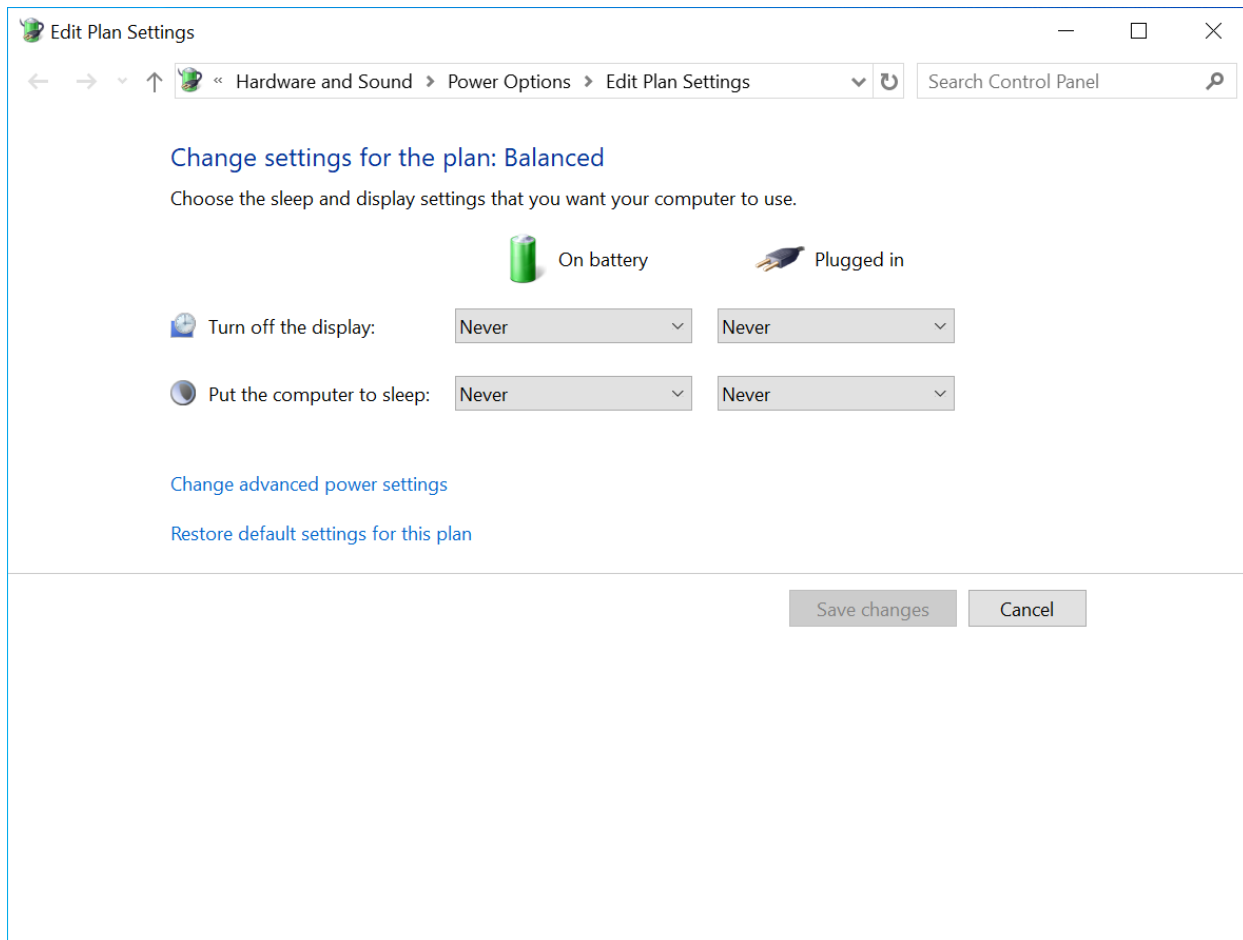 Edit Plan Settings
« Hardware and Sound > Power Options > Edit Plan Settings
Search Control Panel
Change settings for the plan: Balanced
Choose the sleep and display settings that you want your computer to use.
On battery Plugged in
Turn off the display: Never Never
Put the computer to sleep: Never Never
Change advanced power settings
Restore default settings for this plan
Save changes Cancel